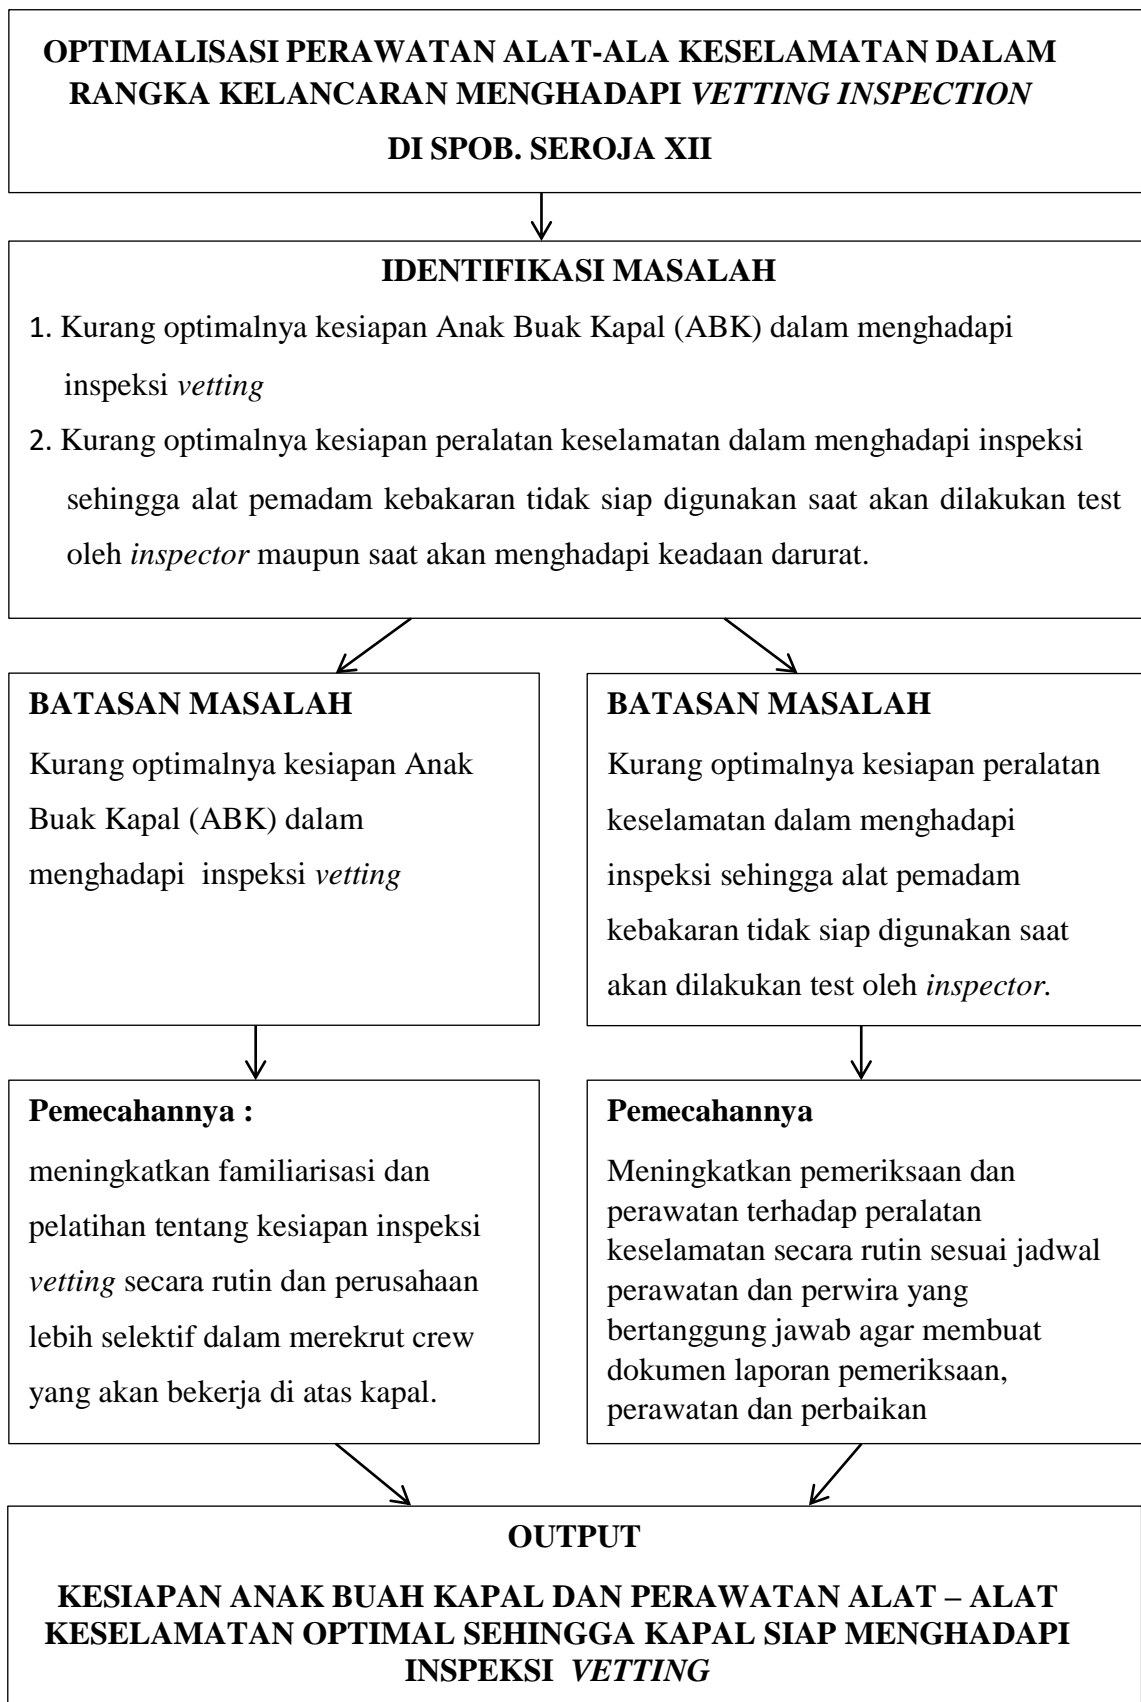 OPTIMALISASI PERAWATAN ALAT-ALA KESELAMATAN DALAM
RANGKA KELANCARAN MENGHADAPI VETTING INSPECTION
DI SPOB. SEROJA XII
IDENTIFIKASI MASALAH
1. Kurang optimalnya kesiapan Anak Buak Kapal (ABK) dalam menghadapi
inspeksi vetting
2. Kurang optimalnya kesiapan peralatan keselamatan dalam menghadapi inspeksi
sehingga alat pemadam kebakaran tidak siap digunakan saat akan dilakukan test
oleh inspector maupun saat akan menghadapi keadaan darurat.
BATASAN MASALAH
Kurang optimalnya kesiapan Anak
Buak Kapal (ABK) dalam
menghadapi inspeksi vetting
BATASAN MASALAH
Kurang optimalnya kesiapan peralatan
keselamatan dalam menghadapi
inspeksi sehingga alat pemadam
kebakaran tidak siap digunakan saat
akan dilakukan test oleh inspector.
Pemecahannya :
meningkatkan familiarisasi dan
pelatihan tentang kesiapan inspeksi
vetting secara rutin dan perusahaan
lebih selektif dalam merekrut crew
yang akan bekerja di atas kapal.
Pemecahannya
Meningkatkan pemeriksaan dan
perawatan terhadap peralatan
keselamatan secara rutin sesuai jadwal
perawatan dan perwira yang
bertanggung jawab agar membuat
dokumen laporan pemeriksaan,
perawatan dan perbaikan
OUTPUT
KESIAPAN ANAK BUAH KAPAL DAN PERAWATAN ALAT – ALAT
KESELAMATAN OPTIMAL SEHINGGA KAPAL SIAP MENGHADAPI
INSPEKSI VETTING